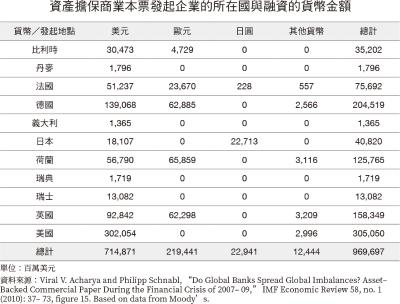 資產擔保商業本票發起企業的所在國與融資的貨幣金額
貨幣／發起地點 美元 歐元 日圓 其他貨幣 總計
比利時 30,473 4,729 0 0 35,202
丹麥 1,796 0 0 0 1,796
法國 51,237 23,670 228 557 75,692
德國 139,068 62,885 0 2,566 204,519
義大利 1,365 0 0 0 1,365
日本 18,107 0 22,713 0 40,820
荷蘭 56,790 65,859 0 3,116 125,765
瑞典 1,719 0 0 0 1,719
瑞士 13,082 0 0 0 13,082
英國 92,842 62,298 0 3,209 158,349
美國 302,054 0 0 2,996 305,050
總計 714,871 219,441 22,941 12,444 969,697
單位：百萬美元
資料來源：Viral V. Acharya and Philipp Schnabl, “Do Global Banks Spread Global Imbalances? Asset–
Backed Commercial Paper During the Financial Crisis of 2007– 09,” IMF Economic Review 58, no. 1
(2010): 37– 73, figure 15. Based on data from Moody’s.